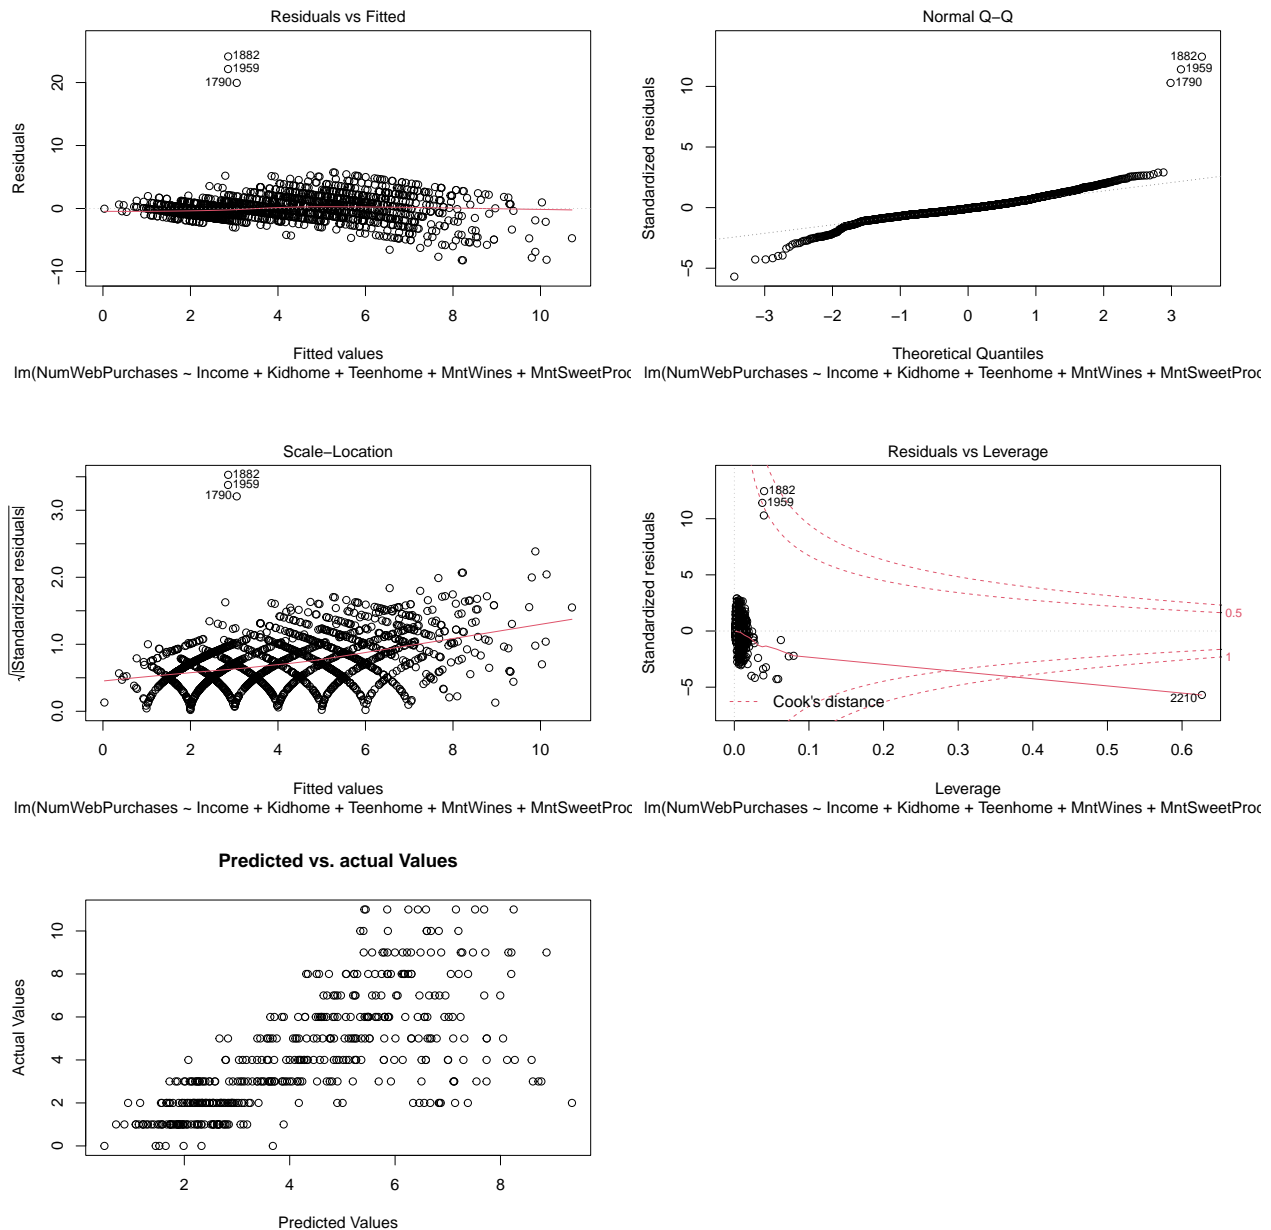 Residuals vs Fitted
Residuals
20
10
0
−10
1882
1959
1790
0 2 4 6 8 10
Fitted values
lm(NumWebPurchases ~ Income + Kidhome + Teenhome + MntWines + MntSweetProc
Normal Q−Q
Standardized residuals
10
5
0
−5
1882
1959
1790
−3 −2 −1 0 1 2 3
Theoretical Quantiles
lm(NumWebPurchases ~ Income + Kidhome + Teenhome + MntWines + MntSweetProc
Scale−Location
√|Standardized residuals|
3.0
2.0
1.0
0.0
1882
1959
1790
0 2 4 6 8 10
Fitted values
lm(NumWebPurchases ~ Income + Kidhome + Teenhome + MntWines + MntSweetProc
Residuals vs Leverage
Standardized residuals
10
5
0
−5
1882
1959
0.5
1
2210
Cook's distance
0.0 0.1 0.2 0.3 0.4 0.5 0.6
Leverage
lm(NumWebPurchases ~ Income + Kidhome + Teenhome + MntWines + MntSweetProc
Predicted vs. actual Values
Actual Values
10
8
6
4
2
0
2 4 6 8
Predicted Values